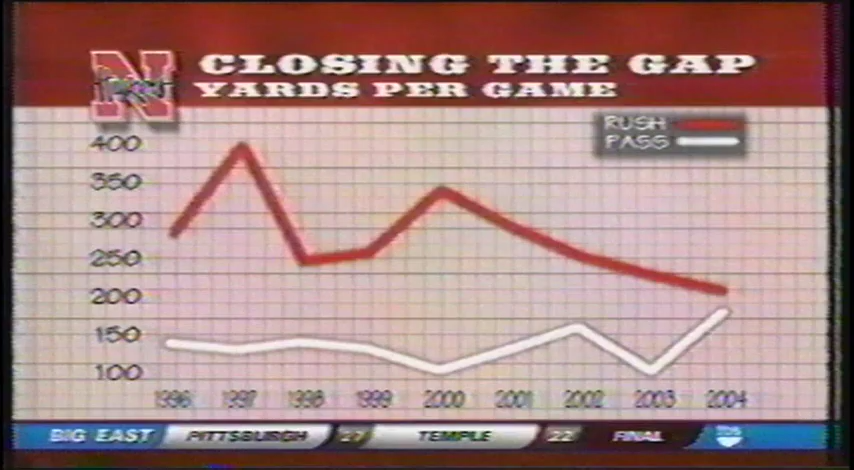 CLOSING THE GAP
YARDS PER GAME
RUSH
PASS
400
350
300
250
200
150
100
1996 1997 1998 1999 2000 2001 2002 2003 2004
BIG EAST PITTSBURGH 27 TEMPLE 22 FINAL